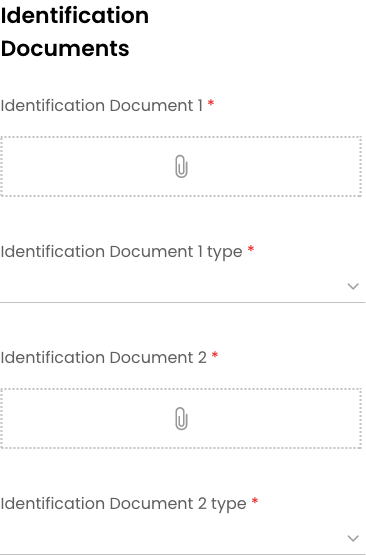 Identification
Documents
Identification Document 1 *
Identification Document 1 type *
Identification Document 2 *
Identification Document 2 type *